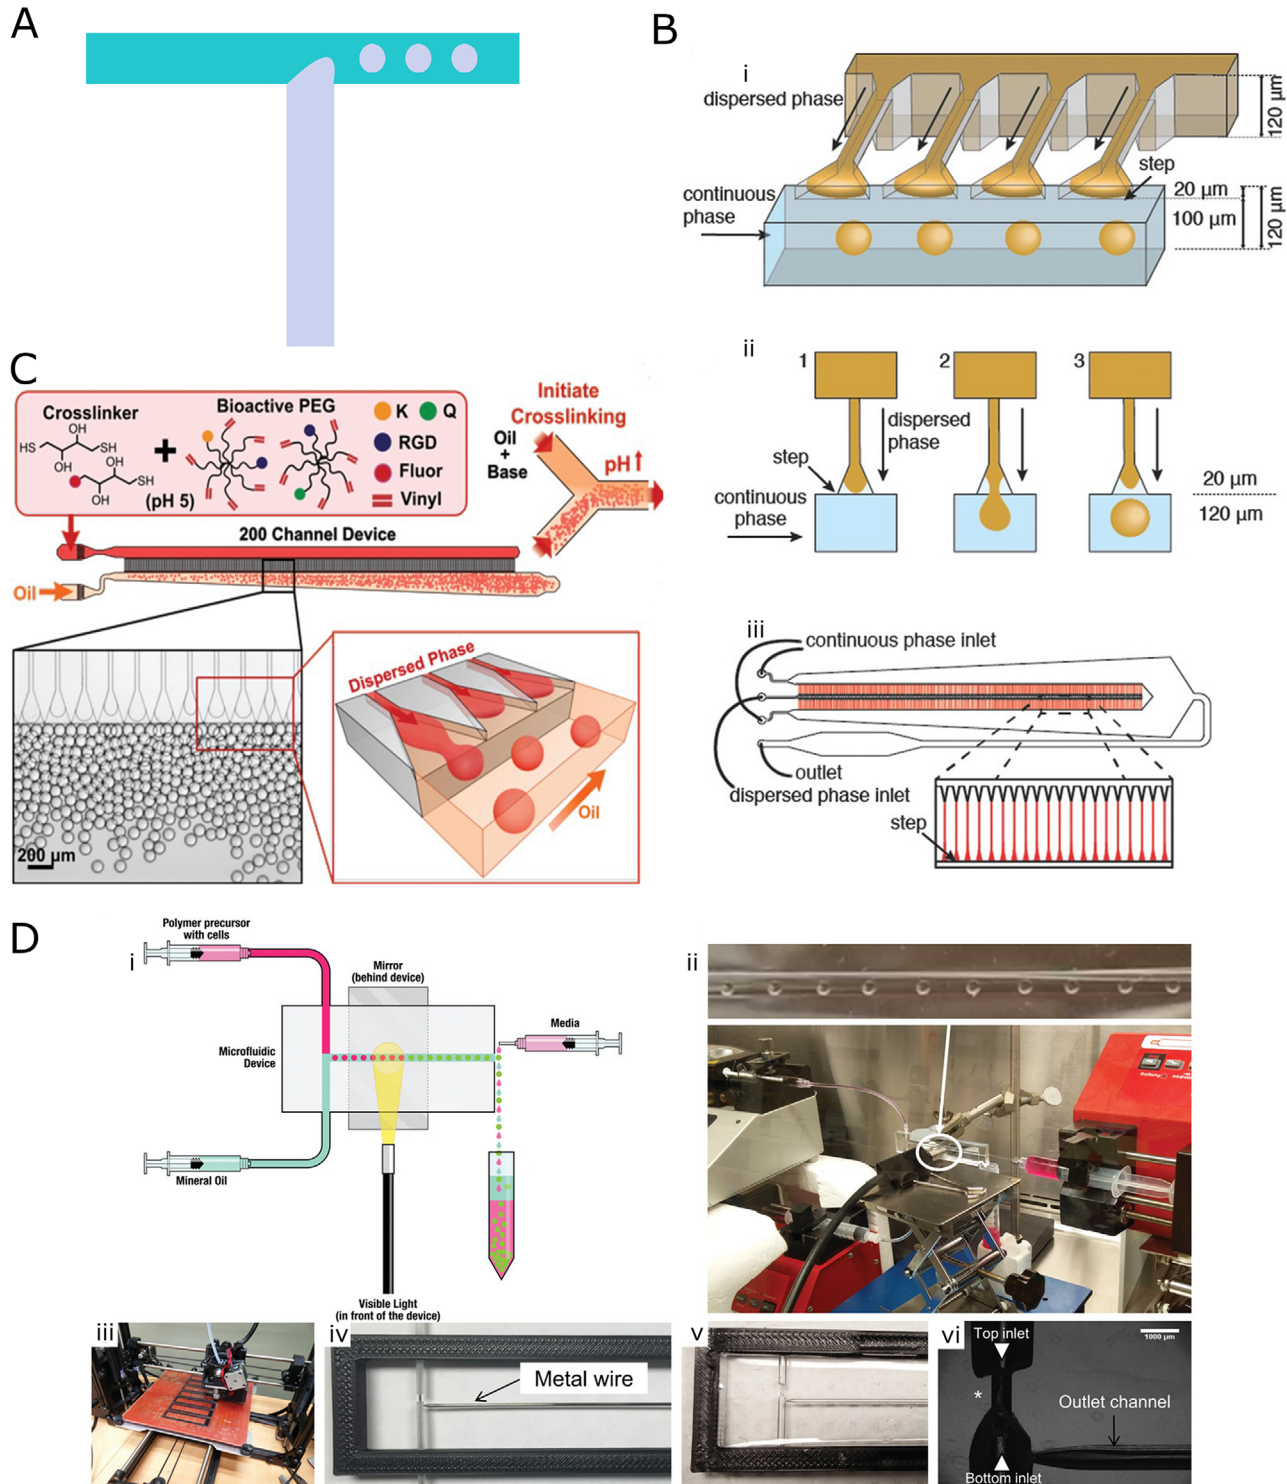 A
B
i
dispersed phase
120 µm
step
20 µm
continuous
phase
100 µm
120 µm
ii
1
2
3
dispersed
phase
step
continuous
phase
20 µm
120 µm
iii
continuous phase inlet
outlet
dispersed phase inlet
step
C
Crosslinker
Bioactive PEG
K
Q
OH
HS
SH
OH
OH
SH
OH
+
(pH 5)
RGD
Fluor
Vinyl
Initiate
Crosslinking
Oil
+
Base
pH ↑
200 Channel Device
Oil
200 µm
Dispersed Phase
Oil
D
i
Polymer precursor
with cells
Mirror
(behind device)
Media
Microfluidic
Device
Mineral Oil
Visible Light
(in front of the device)
ii
iii
iv
Metal wire
v
vi
Top inlet
1000 µm
*
Outlet channel
Bottom inlet